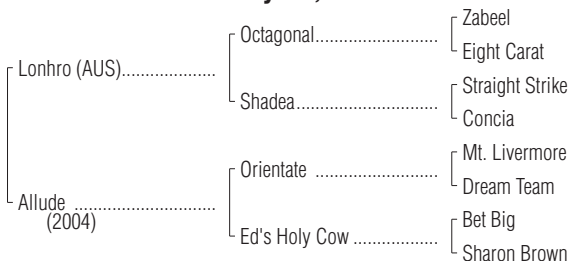 Zabeel
Octagonal
Eight Carat
Lonhro (AUS)
Straight Strike
Shadea
Concia
Mt. Livermore
Orientate
Dream Team
Allude
(2004)
Bet Big
Ed's Holy Cow
Sharon Brown